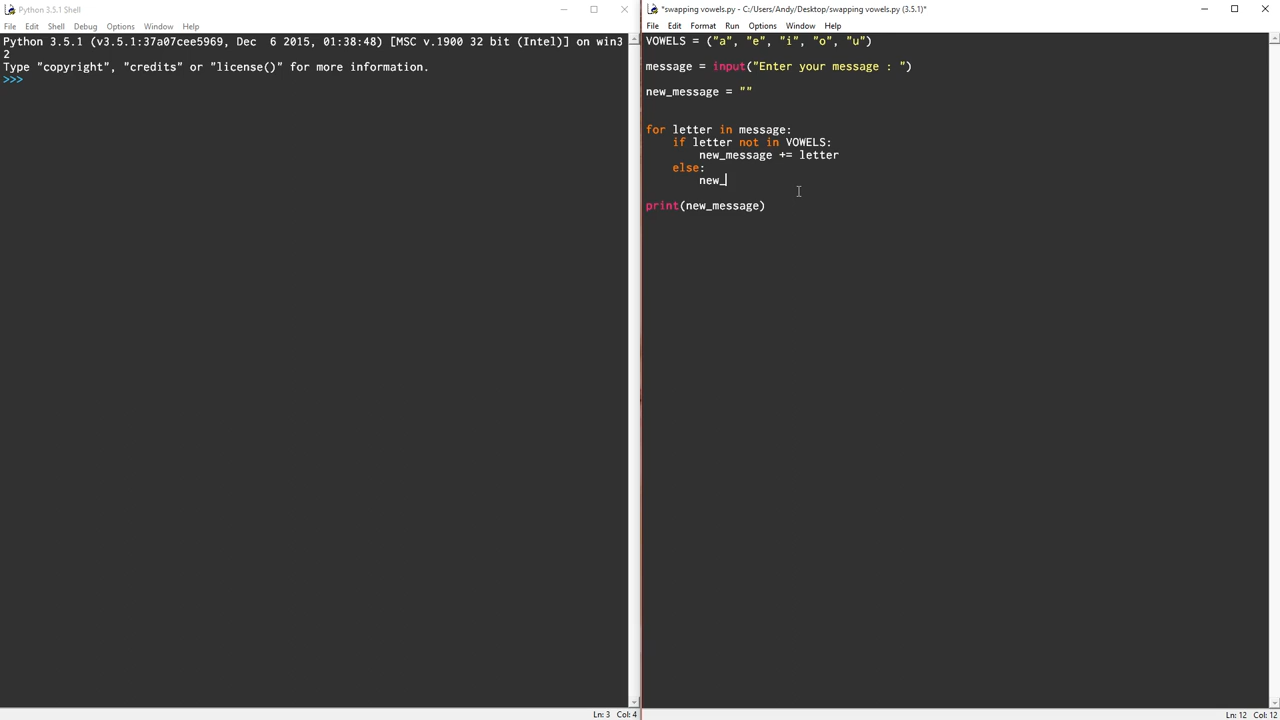 Python 3.5.1 Shell
File Edit Shell Debug Options Window Help
Python 3.5.1 (v3.5.1:37a07cee5969, Dec  6 2015, 01:38:48) [MSC v.1900 32 bit (Intel)] on win3
2
Type "copyright", "credits" or "license()" for more information.
>>>
Ln: 3 Col: 4
*swapping vowels.py - C:/Users/Andy/Desktop/swapping vowels.py (3.5.1)*
File Edit Format Run Options Window Help
VOWELS = ("a", "e", "i", "o", "u")
message = input("Enter your message : ")
new_message = ""
for letter in message:
    if letter not in VOWELS:
        new_message += letter
    else:
        new_
print(new_message)
Ln: 12 Col: 12